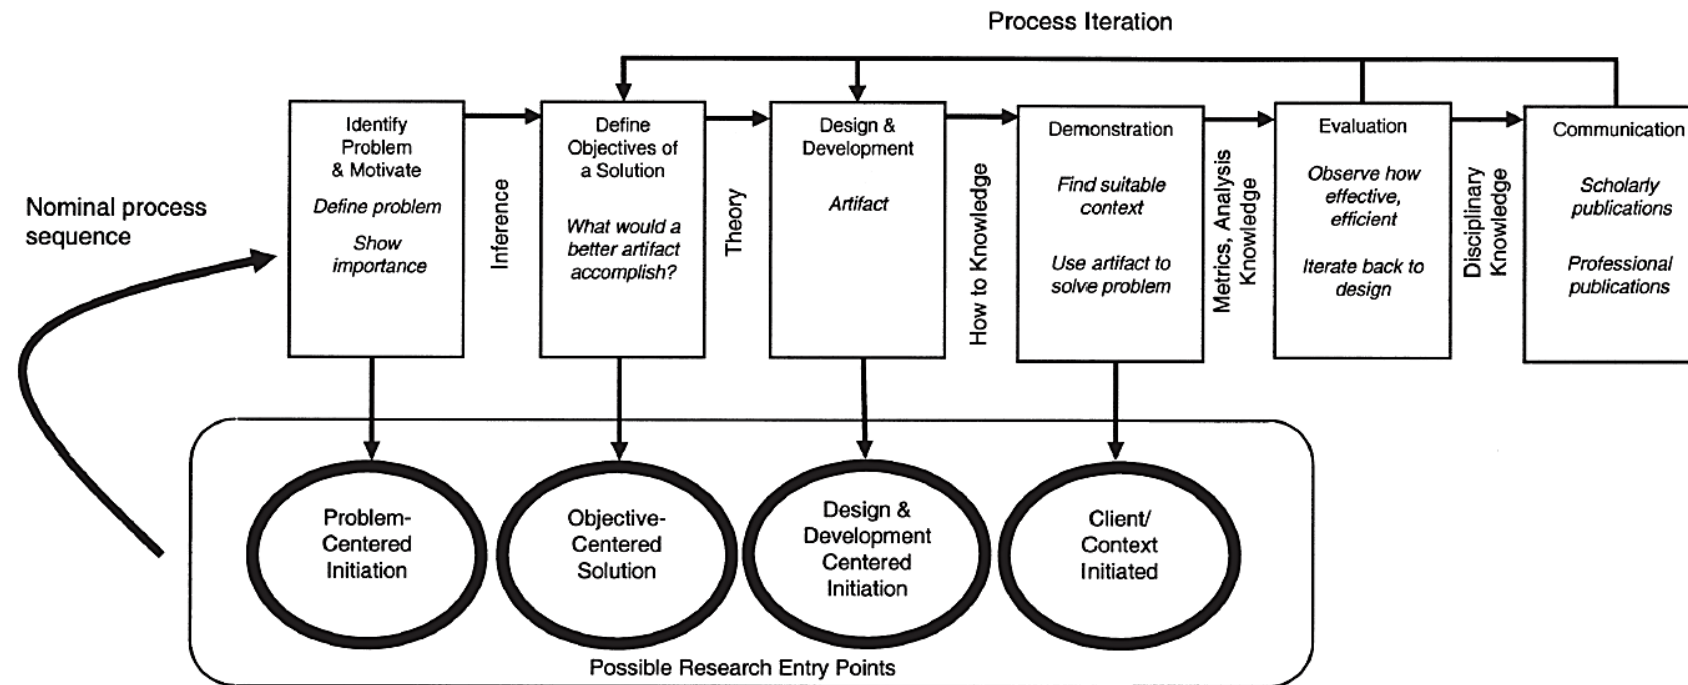 Process Iteration
Nominal process
sequence
Identify
Problem
& Motivate
Define problem
Show
importance
Inference
Define
Objectives of
a Solution
What would a
better artifact
accomplish?
Theory
Design &
Development
Artifact
How to Knowledge
Demonstration
Find suitable
context
Use artifact to
solve problem
Metrics, Analysis
Knowledge
Evaluation
Observe how
effective,
efficient
Iterate back to
design
Disciplinary
Knowledge
Communication
Scholarly
publications
Professional
publications
Problem-
Centered
Initiation
Objective-
Centered
Solution
Design &
Development
Centered
Initiation
Client/
Context
Initiated
Possible Research Entry Points